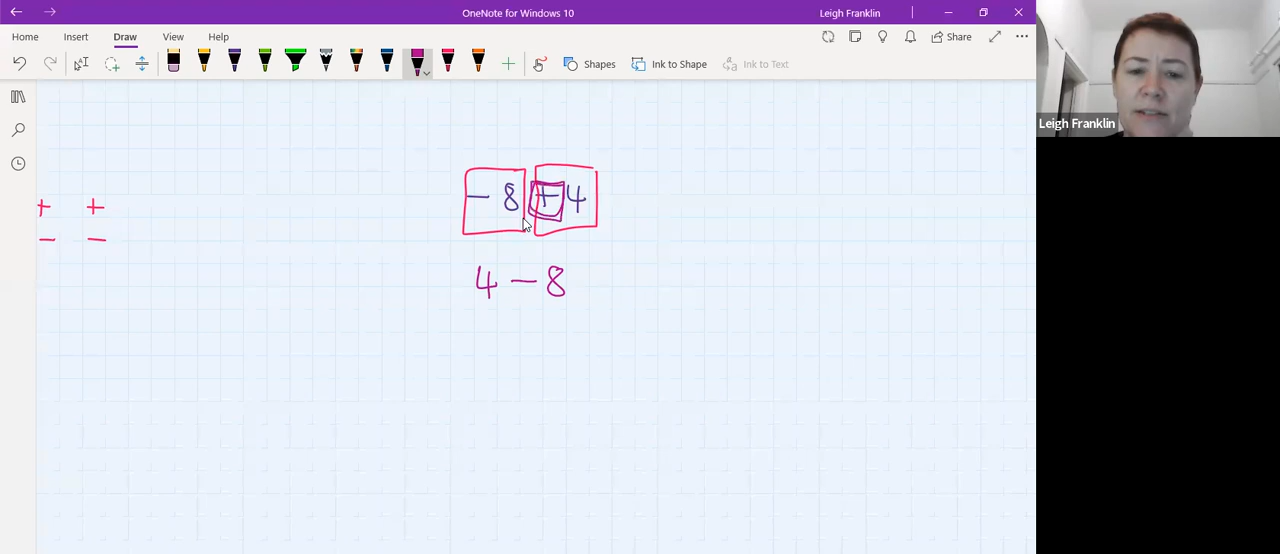 OneNote for Windows 10
Leigh Franklin
Home Insert Draw View Help
Share
Shapes
Ink to Shape
Ink to Text
Leigh Franklin
- 8 + 4
+ +
- -
4 - 8